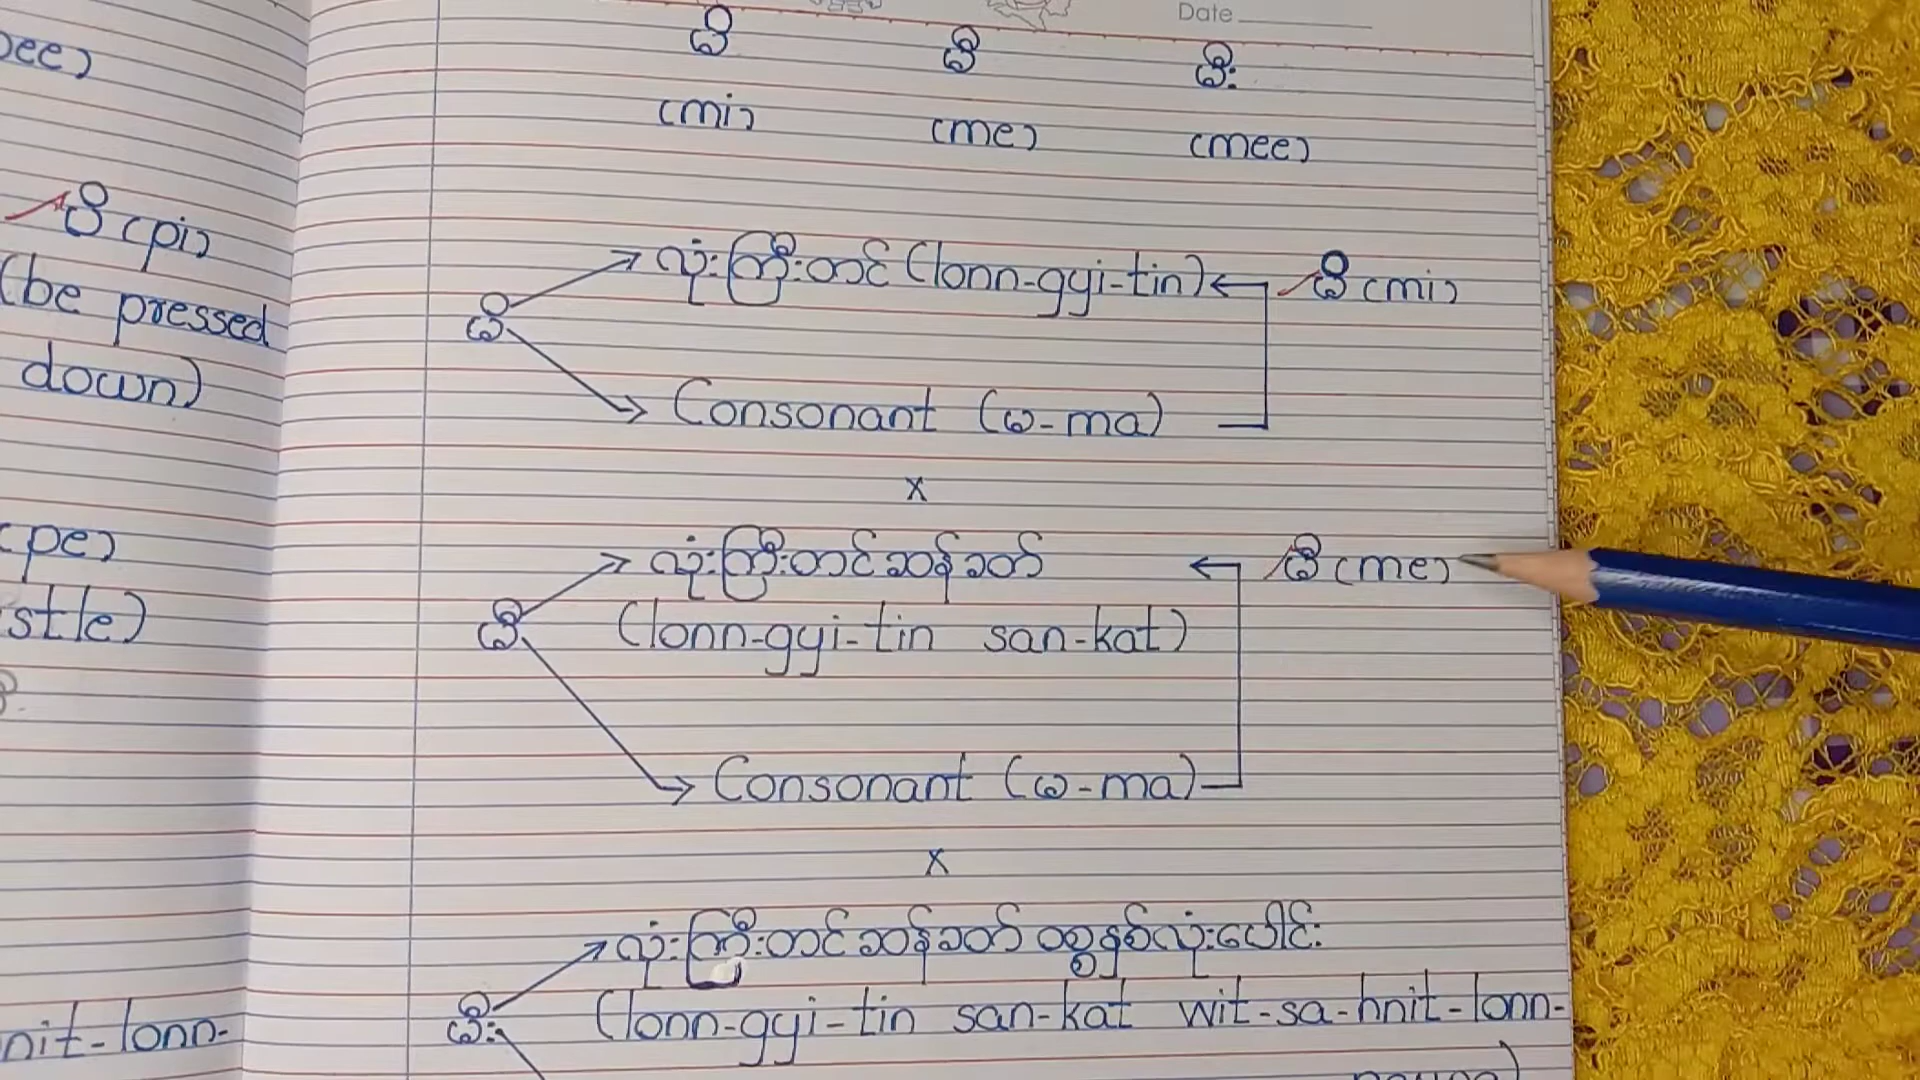 Date
မိ မီ မီး
(mi) (me) (mee)
လုံးကြီးတင် (lonn-gyi-tin) ← မိ (mi)
မိ
Consonant (မ-ma)
x
လုံးကြီးတင်ဆန်ခတ် ← မီ (me)
မီ (lonn-gyi-tin san-kat)
Consonant (မ-ma)
x
လုံးကြီးတင်ဆန်ခတ် ဝစ္စနှစ်လုံးပေါင်း
မီး (lonn-gyi-tin san-kat wit-sa-hnit-lonn-
ပိ (pi)
(be pressed
down)
(pe)
nit-lonn-